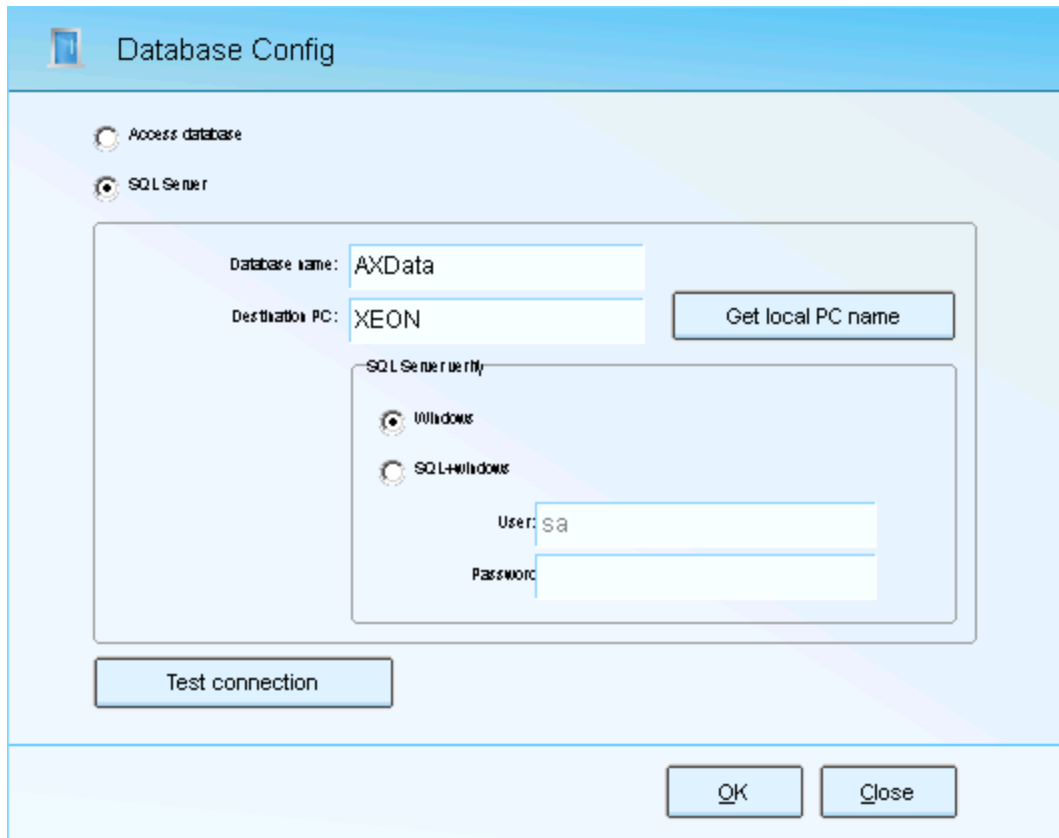 Database Config
Access database
SQL Server
Database name: AXData
Destination PC: XEON
Get local PC name
SQL Server verify
Windows
SQL+windows
User: sa
Password
Test connection
OK
Close